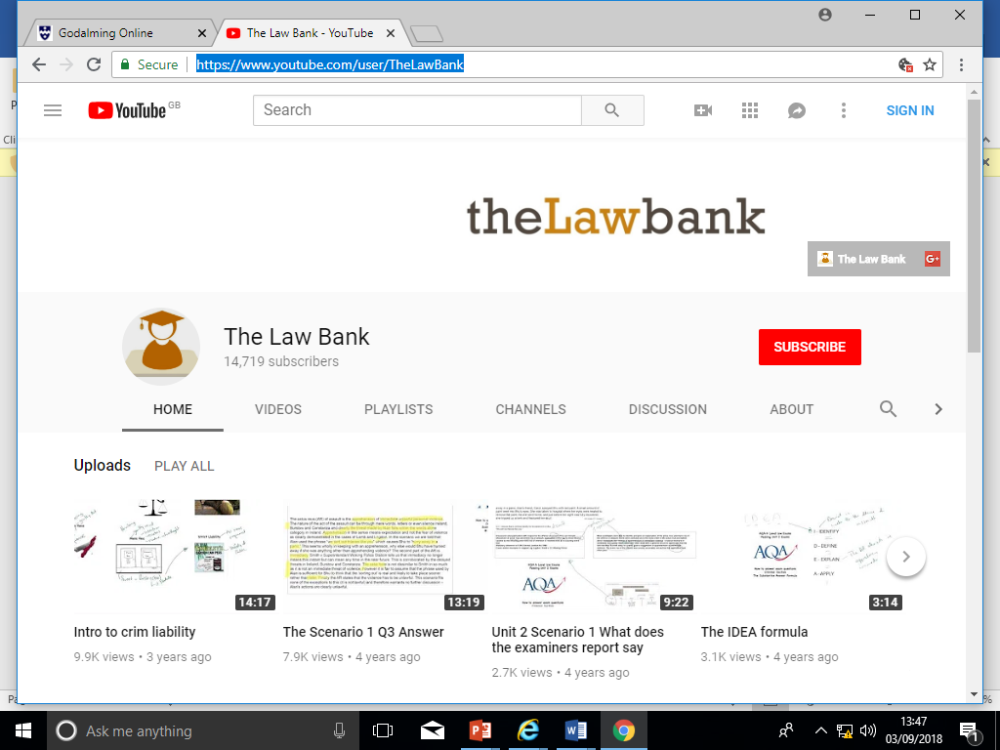 Godalming Online
The Law Bank - YouTube
Secure
https://www.youtube.com/user/TheLawBank
YouTube GB
Search
SIGN IN
theLawbank
The Law Bank
G+
The Law Bank
14,719 subscribers
SUBSCRIBE
HOME VIDEOS PLAYLISTS CHANNELS DISCUSSION ABOUT
Uploads PLAY ALL
14:17
13:19
AQA
9:22
AQA
I - IDENTIFY
D - DEFINE
E - EXPLAIN
A - APPLY
3:14
Intro to crim liability
9.9K views • 3 years ago
The Scenario 1 Q3 Answer
7.9K views • 4 years ago
Unit 2 Scenario 1 What does
the examiners report say
2.7K views • 4 years ago
The IDEA formula
3.1K views • 4 years ago
Ask me anything
13:47
03/09/2018
1